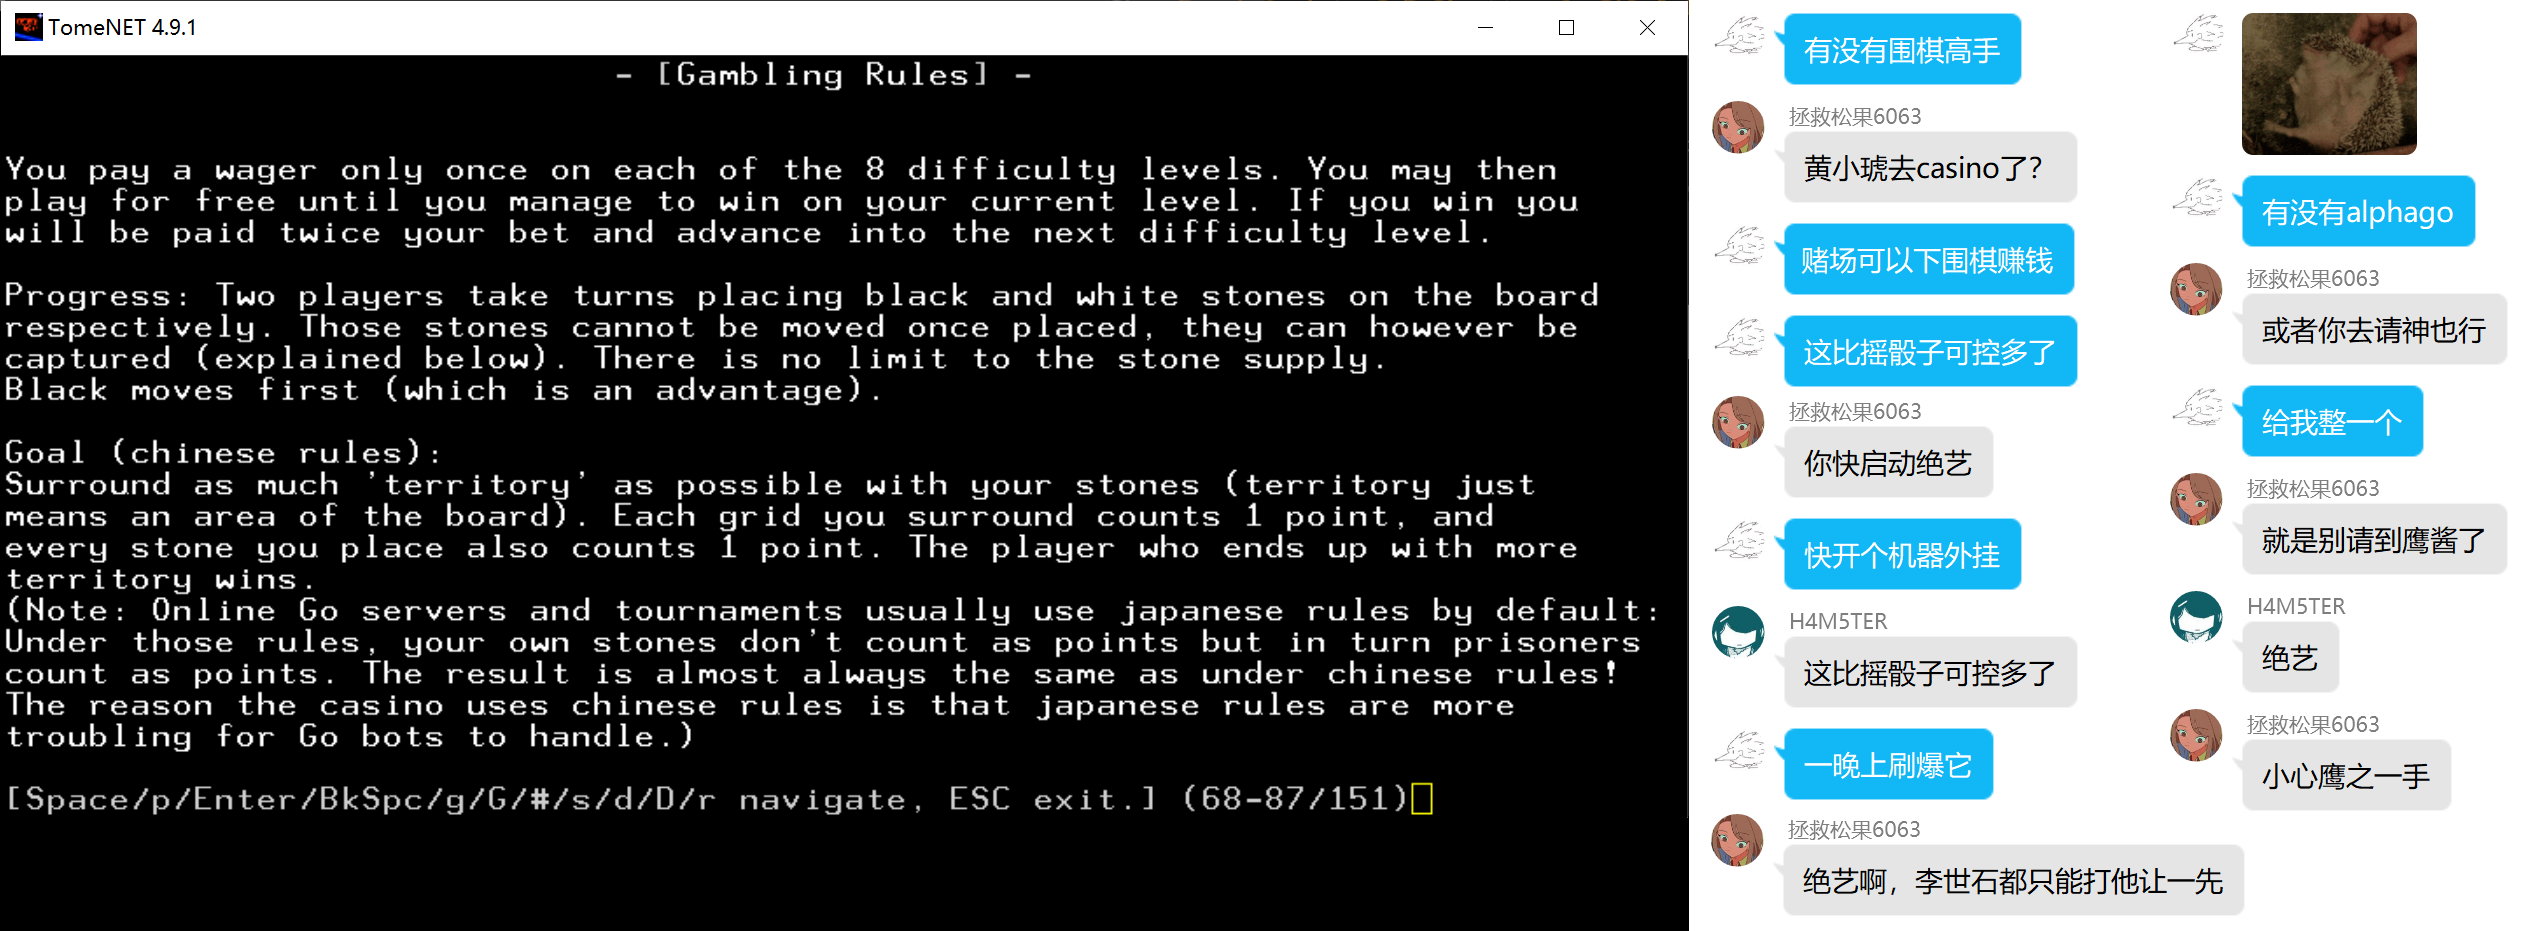 TomeNET 4.9.1
- [Gambling Rules] -
You pay a wager only once on each of the 8 difficulty levels. You may then
play for free until you manage to win on your current level. If you win you
will be paid twice your bet and advance into the next difficulty level.
Progress: Two players take turns placing black and white stones on the board
respectively. Those stones cannot be moved once placed, they can however be
captured (explained below). There is no limit to the stone supply.
Black moves first (which is an advantage).
Goal (chinese rules):
Surround as much 'territory' as possible with your stones (territory just
means an area of the board). Each grid you surround counts 1 point, and
every stone you place also counts 1 point. The player who ends up with more
territory wins.
(Note: Online Go servers and tournaments usually use japanese rules by default:
Under those rules, your own stones don't count as points but in turn prisoners
count as points. The result is almost always the same as under chinese rules!
The reason the casino uses chinese rules is that japanese rules are more
troubling for Go bots to handle.)
[Space/p/Enter/BkSpc/g/G/#/s/d/D/r navigate, ESC exit.] (68-87/151)
有没有围棋高手
拯救松果6063
黄小琥去casino了？
赌场可以下围棋赚钱
这比摇骰子可控多了
拯救松果6063
你快启动绝艺
快开个机器外挂
H4M5TER
这比摇骰子可控多了
一晚上刷爆它
拯救松果6063
绝艺啊，李世石都只能打他让一先
有没有alphago
拯救松果6063
或者你去请神也行
给我整一个
拯救松果6063
就是别请到鹰酱了
H4M5TER
绝艺
拯救松果6063
小心鹰之一手